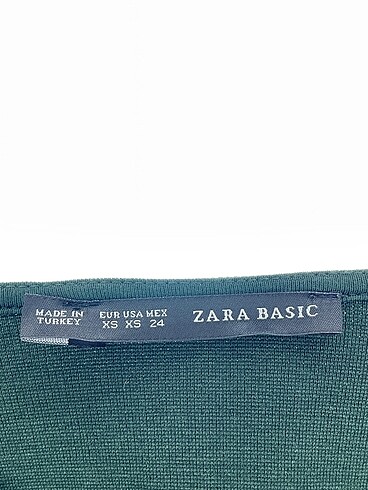 MADE IN
TURKEY
EUR USA MEX
XS XS 24
ZARA BASIC